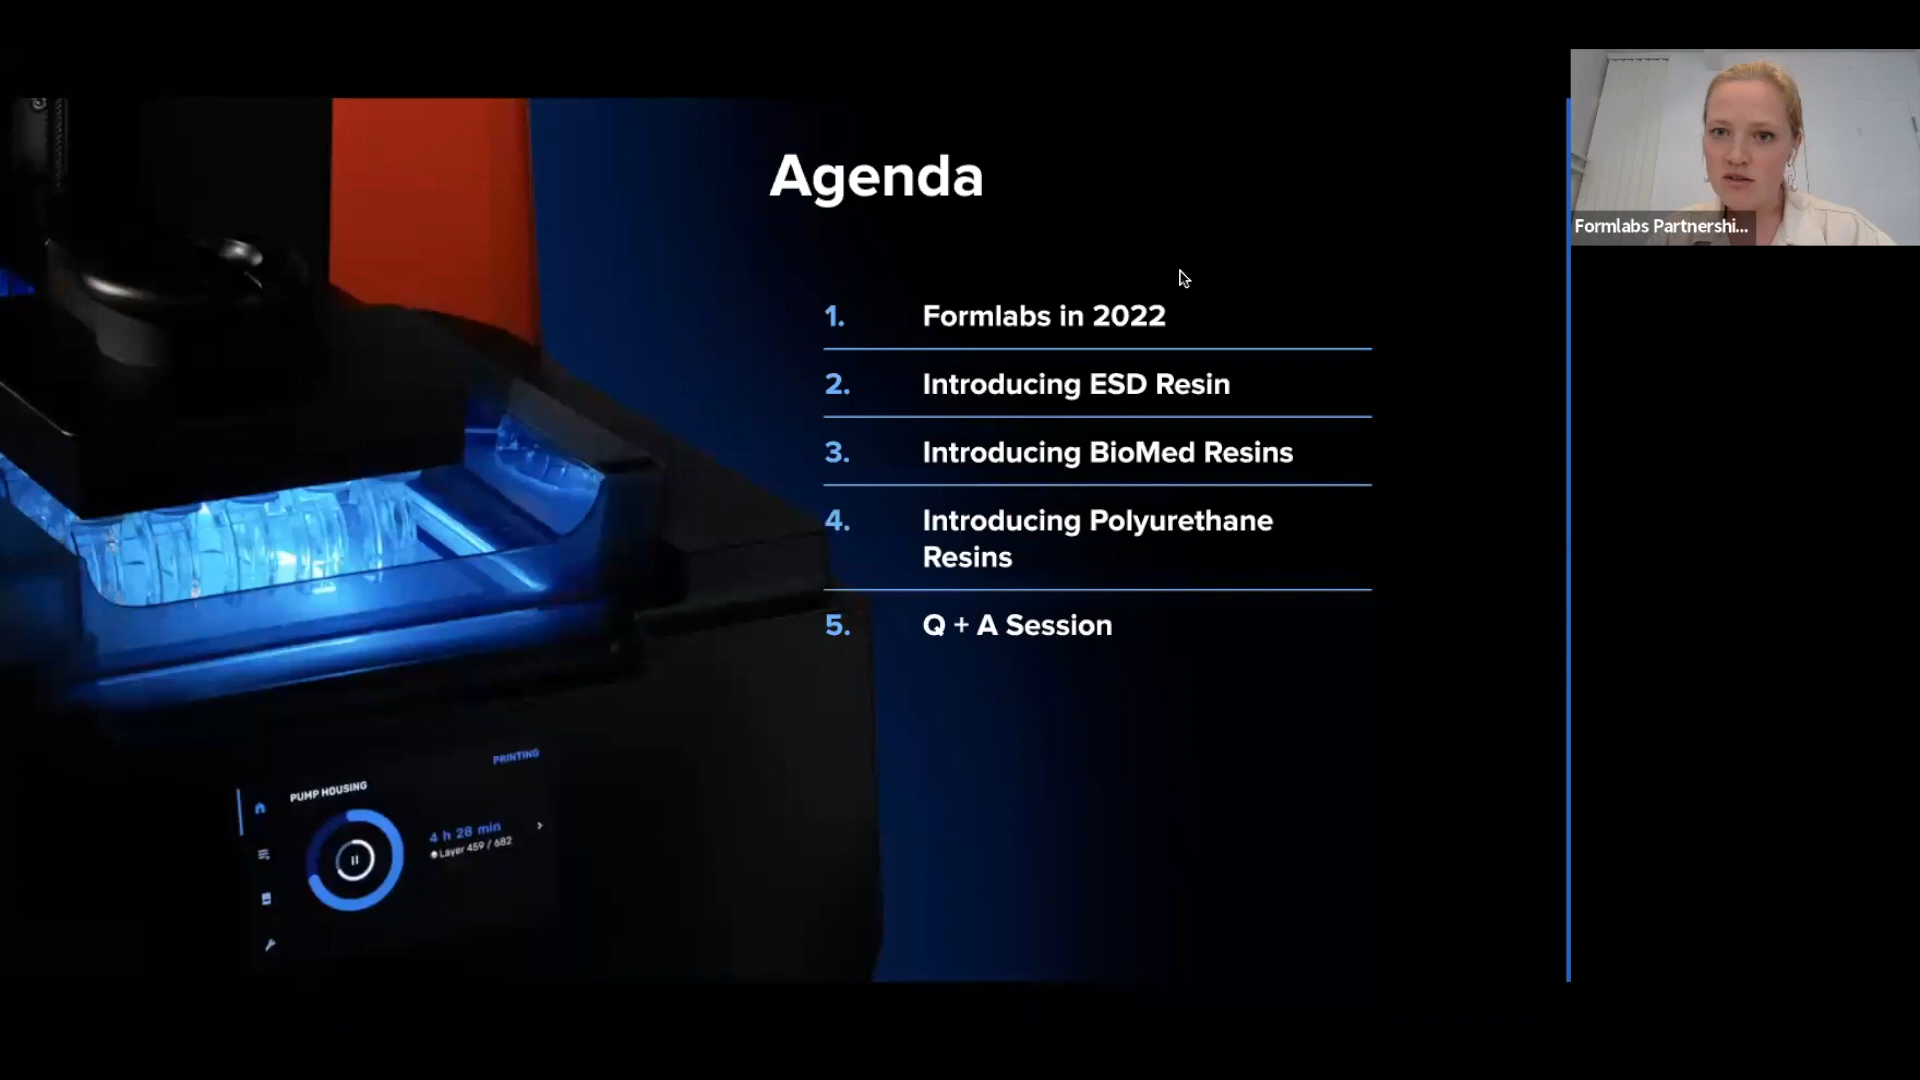 Agenda
1. Formlabs in 2022
2. Introducing ESD Resin
3. Introducing BioMed Resins
4. Introducing Polyurethane
Resins
5. Q + A Session
Formlabs Partnershi...
PRINTING
PUMP HOUSING
4 h 28 min
Layer 459 / 682